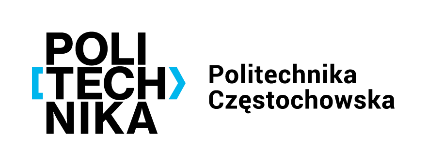 POLI
[TECH>
NIKA
Politechnika
Częstochowska